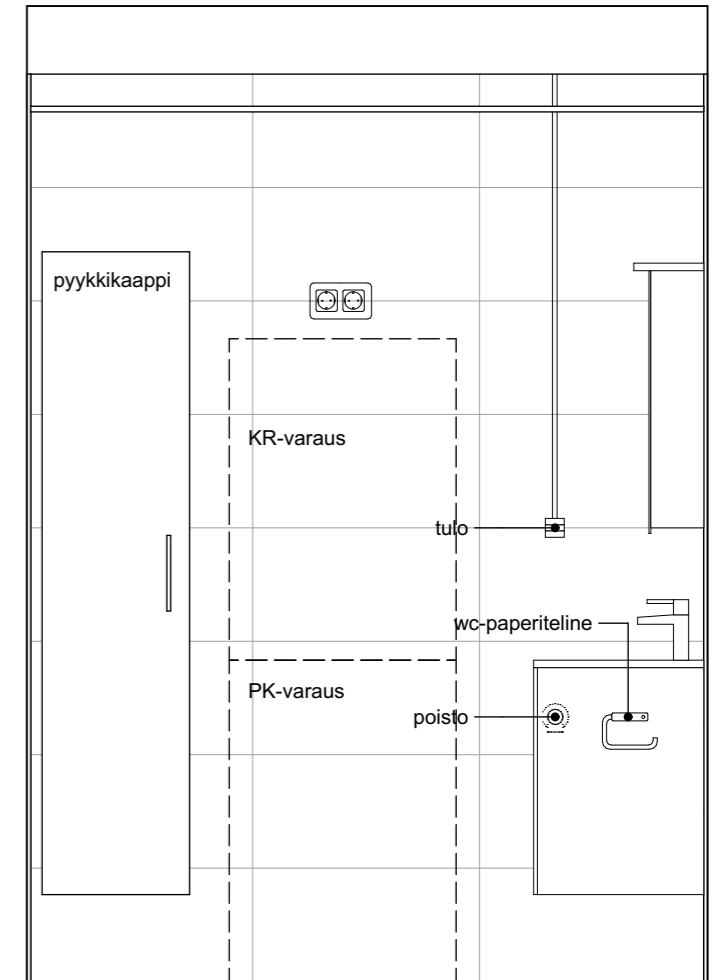 pyykkikaappi
KR-varaus
tulo
wc-paperiteline
PK-varaus
poisto